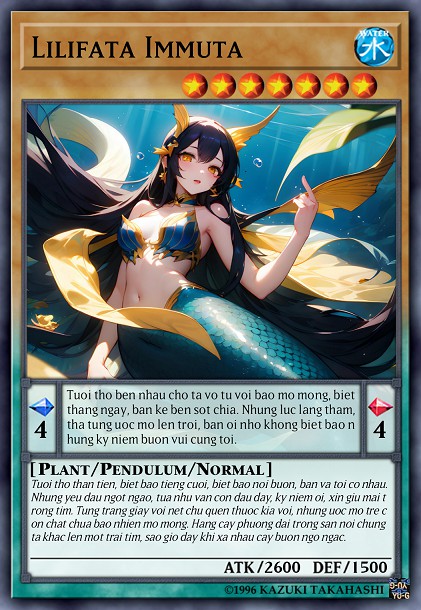 LILIFATA IMMUTA
WATER
水
Tuoi tho ben nhau cho ta vo tu voi bao mo mong, biet
thang ngay, ban ke ben sot chia. Nhung luc lang tham,
tha tung uoc mo len troi, ban oi nho khong biet bao n
hung ky niem buon vui cung toi.
4
4
[PLANT/PENDULUM/NORMAL]
Tuoi tho than tien, biet bao tieng cuoi, biet bao noi buon, ban va toi co nhau.
Nhung yeu dau ngot ngao, tua nhu van con dau day, ky niem oi, xin giu mai t
rong tim. Tung trang giay voi net chu quen thuoc kia voi, nhung uoc mo tre c
on chat chua bao nhien mo mong. Hang cay phuong dai trong san noi chung
ta khac len mot trai tim, sao gio day khi xa nhau cay buon ngo ngac.
ATK/2600 DEF/1500
©1996 KAZUKI TAKAHASHI